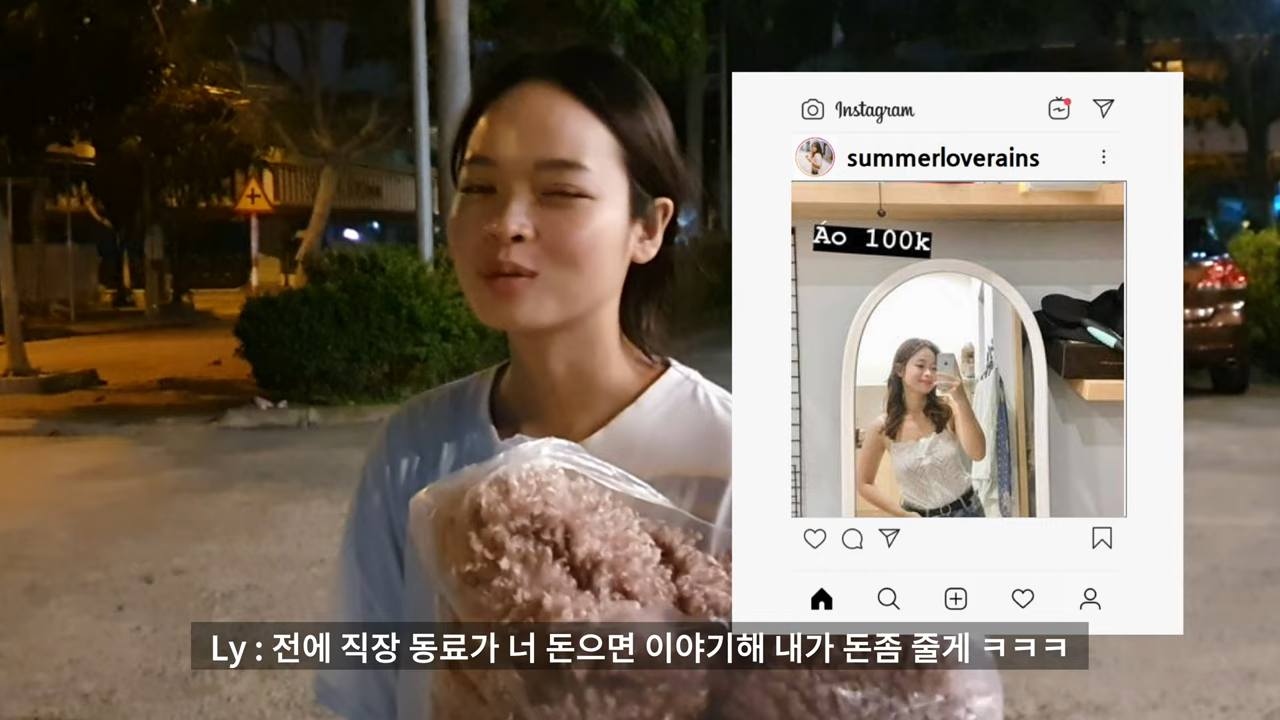 Instagram
summerloverains
Áo 100k
Ly : 전에 직장 동료가 너 돈으면 이야기해 내가 돈좀 줄게 ㅋㅋㅋ